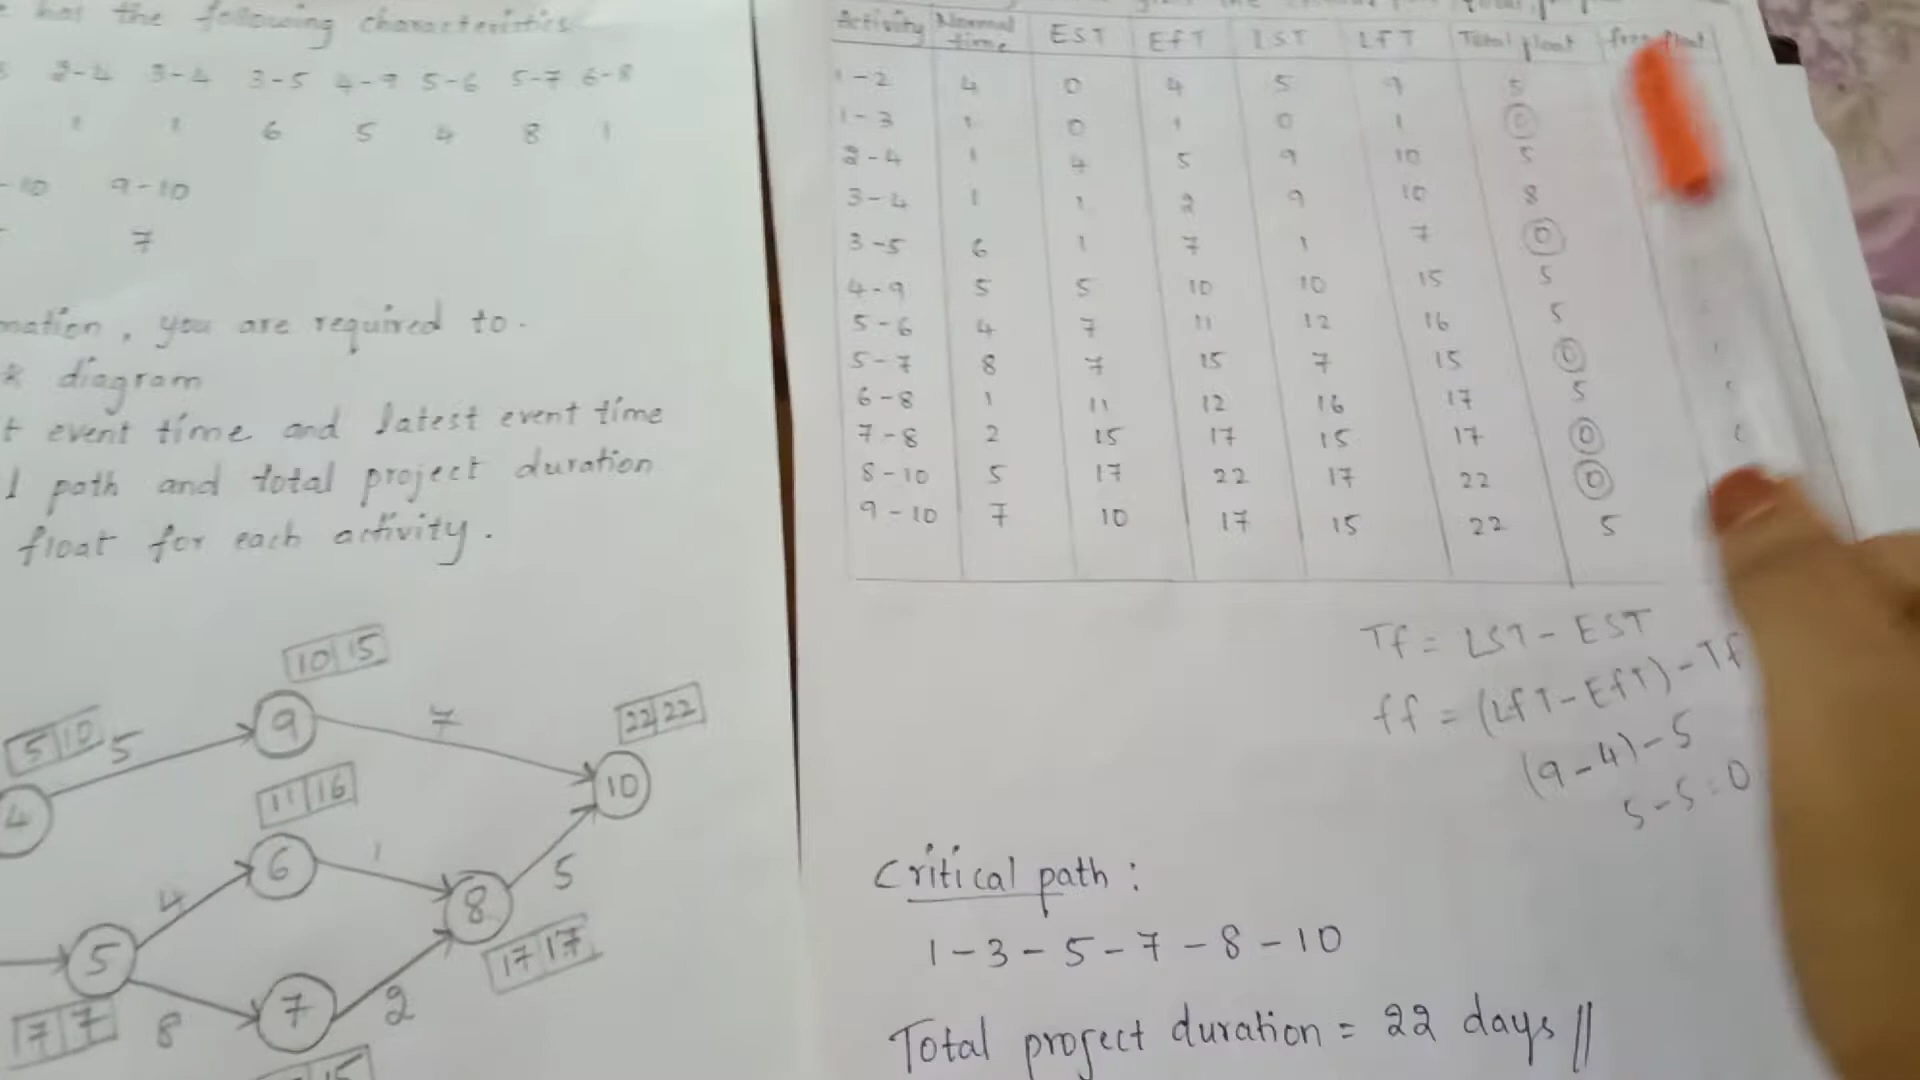 has the following characteristics
2-4 3-4 3-5 4-9 5-6 5-7 6-8
1 1 6 5 4 8 1
-10 9-10
7
mation, you are required to.
k diagram
t event time and latest event time
l path and total project duration
float for each activity.
10 15
5 10
5
9
7
22 22
4
11 16
10
6
1
5
4
8
5
17 17
7
2
7 7
8
15
Activity Normal time EST EFT LST LFT Total float free float
1-2 4 0 4 5 9 5
1-3 1 0 1 0 1 0
2-4 1 4 5 9 10 5
3-4 1 1 2 9 10 8
3-5 6 1 7 1 7 0
4-9 5 5 10 10 15 5
5-6 4 7 11 12 16 5
5-7 8 7 15 7 15 0
6-8 1 11 12 16 17 5
7-8 2 15 17 15 17 0
8-10 5 17 22 17 22 0
9-10 7 10 17 15 22 5
Tf = LST - EST
ff = (LfT - EfT) - Tf
(9-4)-5
5-5=0
Critical path :
1-3-5-7-8-10
Total project duration = 22 days //